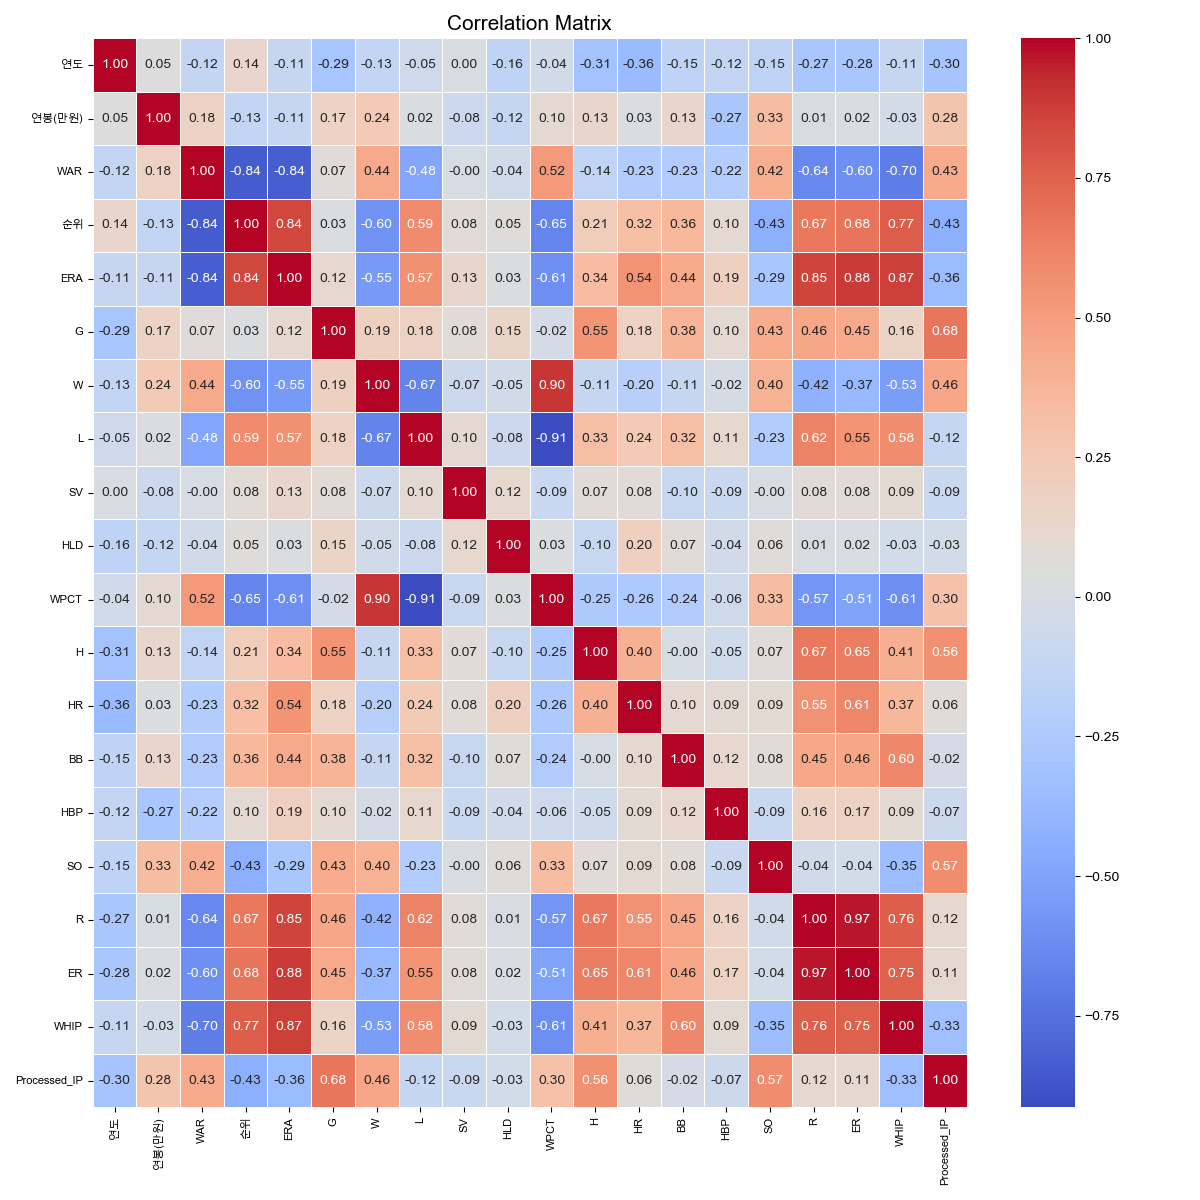 Correlation Matrix
연도 1.00 0.05 -0.12 0.14 -0.11 -0.29 -0.13 -0.05 0.00 -0.16 -0.04 -0.31 -0.36 -0.15 -0.12 -0.15 -0.27 -0.28 -0.11 -0.30
연봉(만원) 0.05 1.00 0.18 -0.13 -0.11 0.17 0.24 0.02 -0.08 -0.12 0.10 0.13 0.03 0.13 -0.27 0.33 0.01 0.02 -0.03 0.28
WAR -0.12 0.18 1.00 -0.84 -0.84 0.07 0.44 -0.48 -0.00 -0.04 0.52 -0.14 -0.23 -0.23 -0.22 0.42 -0.64 -0.60 -0.70 0.43
순위 0.14 -0.13 -0.84 1.00 0.84 0.03 -0.60 0.59 0.08 0.05 -0.65 0.21 0.32 0.36 0.10 -0.43 0.67 0.68 0.77 -0.43
ERA -0.11 -0.11 -0.84 0.84 1.00 0.12 -0.55 0.57 0.13 0.03 -0.61 0.34 0.54 0.44 0.19 -0.29 0.85 0.88 0.87 -0.36
G -0.29 0.17 0.07 0.03 0.12 1.00 0.19 0.18 0.08 0.15 -0.02 0.55 0.18 0.38 0.10 0.43 0.46 0.45 0.16 0.68
W -0.13 0.24 0.44 -0.60 -0.55 0.19 1.00 -0.67 -0.07 -0.05 0.90 -0.11 -0.20 -0.11 -0.02 0.40 -0.42 -0.37 -0.53 0.46
L -0.05 0.02 -0.48 0.59 0.57 0.18 -0.67 1.00 0.10 -0.08 -0.91 0.33 0.24 0.32 0.11 -0.23 0.62 0.55 0.58 -0.12
SV 0.00 -0.08 -0.00 0.08 0.13 0.08 -0.07 0.10 1.00 0.12 -0.09 0.07 0.08 -0.10 -0.09 -0.00 0.08 0.08 0.09 -0.09
HLD -0.16 -0.12 -0.04 0.05 0.03 0.15 -0.05 -0.08 0.12 1.00 0.03 -0.10 0.20 0.07 -0.04 0.06 0.01 0.02 -0.03 -0.03
WPCT -0.04 0.10 0.52 -0.65 -0.61 -0.02 0.90 -0.91 -0.09 0.03 1.00 -0.25 -0.26 -0.24 -0.06 0.33 -0.57 -0.51 -0.61 0.30
H -0.31 0.13 -0.14 0.21 0.34 0.55 -0.11 0.33 0.07 -0.10 -0.25 1.00 0.40 -0.00 -0.05 0.07 0.67 0.65 0.41 0.56
HR -0.36 0.03 -0.23 0.32 0.54 0.18 -0.20 0.24 0.08 0.20 -0.26 0.40 1.00 0.10 0.09 0.09 0.55 0.61 0.37 0.06
BB -0.15 0.13 -0.23 0.36 0.44 0.38 -0.11 0.32 -0.10 0.07 -0.24 -0.00 0.10 1.00 0.12 0.08 0.45 0.46 0.60 -0.02
HBP -0.12 -0.27 -0.22 0.10 0.19 0.10 -0.02 0.11 -0.09 -0.04 -0.06 -0.05 0.09 0.12 1.00 -0.09 0.16 0.17 0.09 -0.07
SO -0.15 0.33 0.42 -0.43 -0.29 0.43 0.40 -0.23 -0.00 0.06 0.33 0.07 0.09 0.08 -0.09 1.00 -0.04 -0.04 -0.35 0.57
R -0.27 0.01 -0.64 0.67 0.85 0.46 -0.42 0.62 0.08 0.01 -0.57 0.67 0.55 0.45 0.16 -0.04 1.00 0.97 0.76 0.12
ER -0.28 0.02 -0.60 0.68 0.88 0.45 -0.37 0.55 0.08 0.02 -0.51 0.65 0.61 0.46 0.17 -0.04 0.97 1.00 0.75 0.11
WHIP -0.11 -0.03 -0.70 0.77 0.87 0.16 -0.53 0.58 0.09 -0.03 -0.61 0.41 0.37 0.60 0.09 -0.35 0.76 0.75 1.00 -0.33
Processed_IP -0.30 0.28 0.43 -0.43 -0.36 0.68 0.46 -0.12 -0.09 -0.03 0.30 0.56 0.06 -0.02 -0.07 0.57 0.12 0.11 -0.33 1.00
연도 연봉(만원) WAR 순위 ERA G W L SV HLD WPCT H HR BB HBP SO R ER WHIP Processed_IP
1.00
0.75
0.50
0.25
0.00
−0.25
−0.50
−0.75